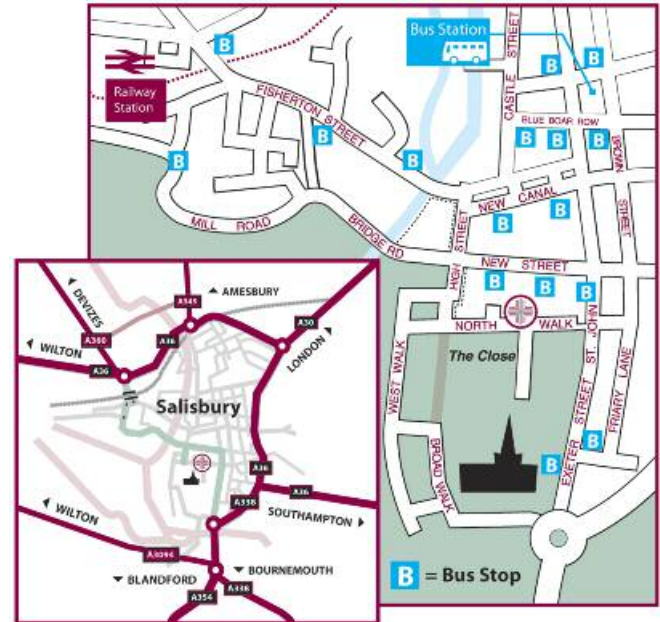 Bus Station
B
B
B
B
Railway
Station
FISHERTON STREET
CASTLE STREET
BLUE BOAR ROW
B
B
B
B
B
B
BROWN STREET
MILL ROAD
BRIDGE RD
NEW CANAL
B
B
HIGH STREET
NEW STREET
B
B
B
NORTH WALK
ST. JOHN
The Close
WEST WALK
BROAD WALK
EXETER STREET
FRIARY LANE
B
B
B = Bus Stop
A345
AMESBURY
DEVIZES
A360
A36
A30
LONDON
WILTON
A36
Salisbury
A36
A36
A338
SOUTHAMPTON
WILTON
A3094
BOURNEMOUTH
BLANDFORD
A338
A354